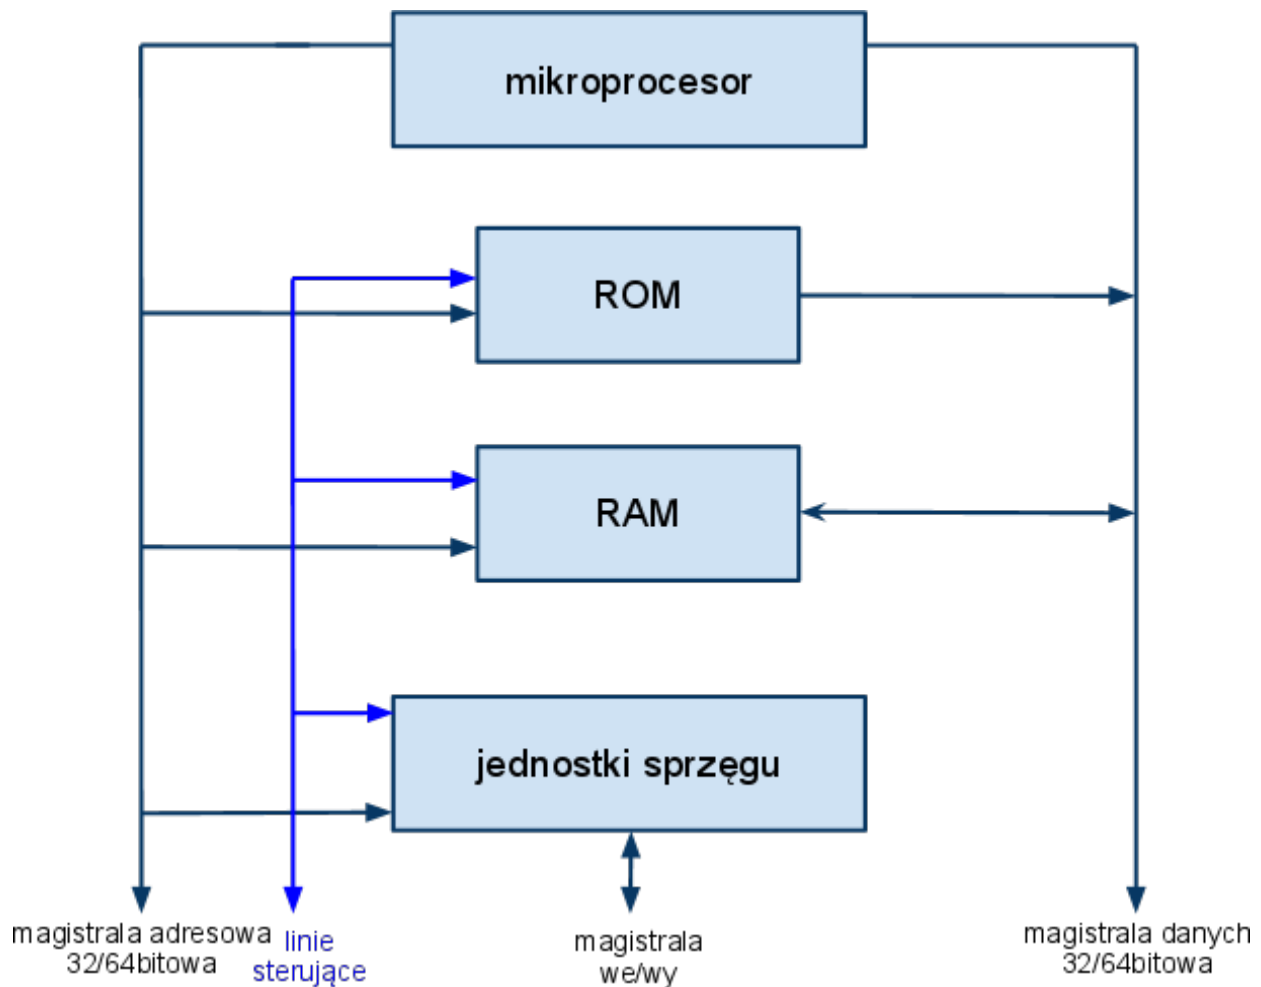 mikroprocesor
ROM
RAM
jednostki sprzęgu
magistrala adresowa
32/64bitowa
linie
sterujące
magistrala
we/wy
magistrala danych
32/64bitowa